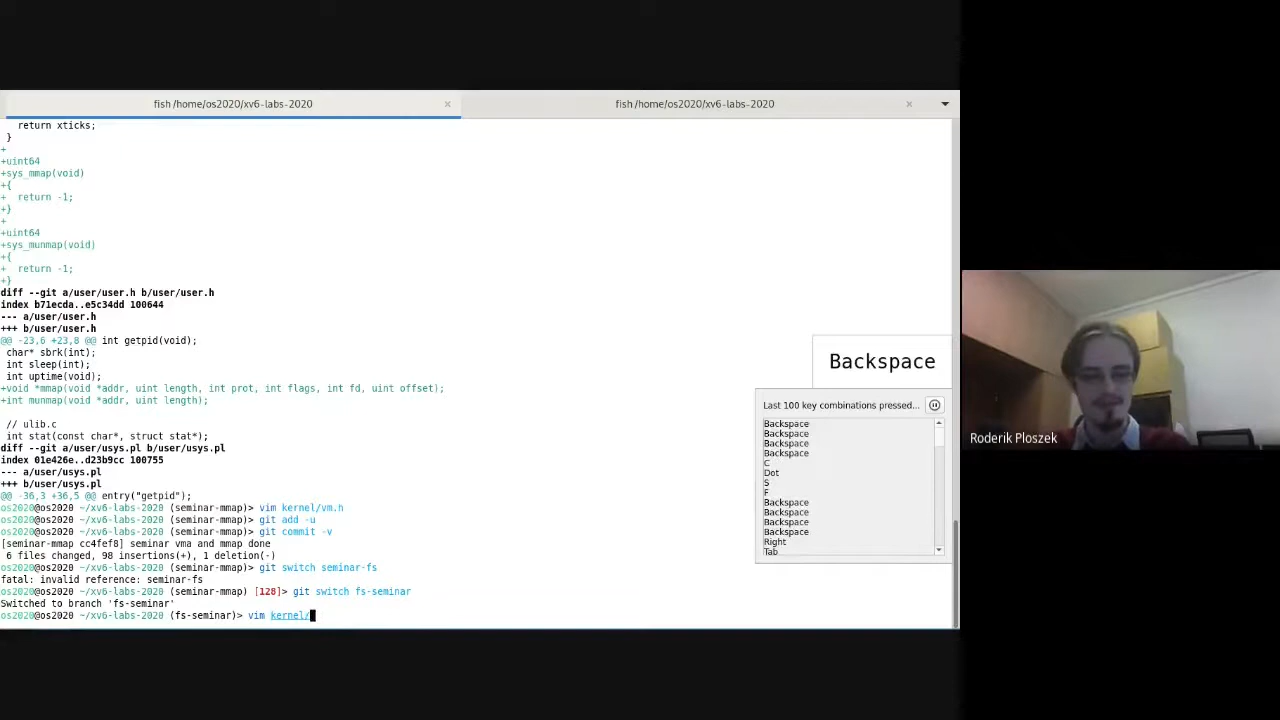 fish /home/os2020/xv6-labs-2020
×
fish /home/os2020/xv6-labs-2020
×
return xticks;
}
+
+uint64
+sys_mmap(void)
+{
+  return -1;
+}
+
+uint64
+sys_munmap(void)
+{
+  return -1;
+}
diff --git a/user/user.h b/user/user.h
index b71ecda..e5c34dd 100644
--- a/user/user.h
+++ b/user/user.h
@@ -23,6 +23,8 @@ int getpid(void);
char* sbrk(int);
int sleep(int);
int uptime(void);
+void *mmap(void *addr, uint length, int prot, int flags, int fd, uint offset);
+int munmap(void *addr, uint length);
// ulib.c
int stat(const char*, struct stat*);
diff --git a/user/usys.pl b/user/usys.pl
index 01e426e..d23b9cc 100755
--- a/user/usys.pl
+++ b/user/usys.pl
@@ -36,3 +36,5 @@ entry("getpid");
os2020@os2020 ~/xv6-labs-2020 (seminar-mmap)> vim kernel/vm.h
os2020@os2020 ~/xv6-labs-2020 (seminar-mmap)> git add -u
os2020@os2020 ~/xv6-labs-2020 (seminar-mmap)> git commit -v
[seminar-mmap cc4fef8] seminar vma and mmap done
6 files changed, 98 insertions(+), 1 deletion(-)
os2020@os2020 ~/xv6-labs-2020 (seminar-mmap)> git switch seminar-fs
fatal: invalid reference: seminar-fs
os2020@os2020 ~/xv6-labs-2020 (seminar-mmap) [128]> git switch fs-seminar
Switched to branch 'fs-seminar'
os2020@os2020 ~/xv6-labs-2020 (fs-seminar)> vim kernel/
Backspace
Last 100 key combinations pressed...
Backspace
Backspace
Backspace
Backspace
C
Dot
S
F
Backspace
Backspace
Backspace
Backspace
Right
Tab
Roderik Ploszek